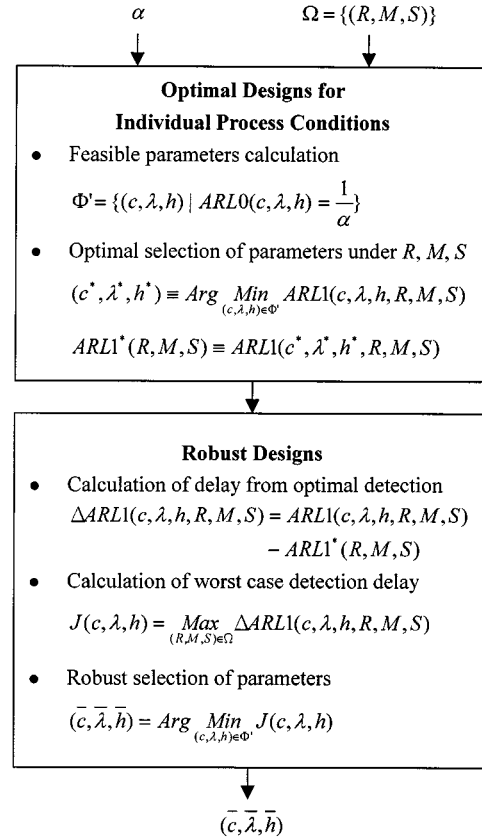 α Ω = {(R, M, S)}
Optimal Designs for
Individual Process Conditions
● Feasible parameters calculation
Φ' = {(c, λ, h) | ARL0(c, λ, h) = 1/α}
● Optimal selection of parameters under R, M, S
(c*, λ*, h*) ≡ Arg Min_{(c,λ,h)∈Φ'} ARL1(c, λ, h, R, M, S)
ARL1*(R, M, S) ≡ ARL1(c*, λ*, h*, R, M, S)
Robust Designs
● Calculation of delay from optimal detection
ΔARL1(c, λ, h, R, M, S) = ARL1(c, λ, h, R, M, S)
− ARL1*(R, M, S)
● Calculation of worst case detection delay
J(c, λ, h) = Max_{(R,M,S)∈Ω} ΔARL1(c, λ, h, R, M, S)
● Robust selection of parameters
(c̄, λ̄, h̄) = Arg Min_{(c,λ,h)∈Φ'} J(c, λ, h)
(c̄, λ̄, h̄)